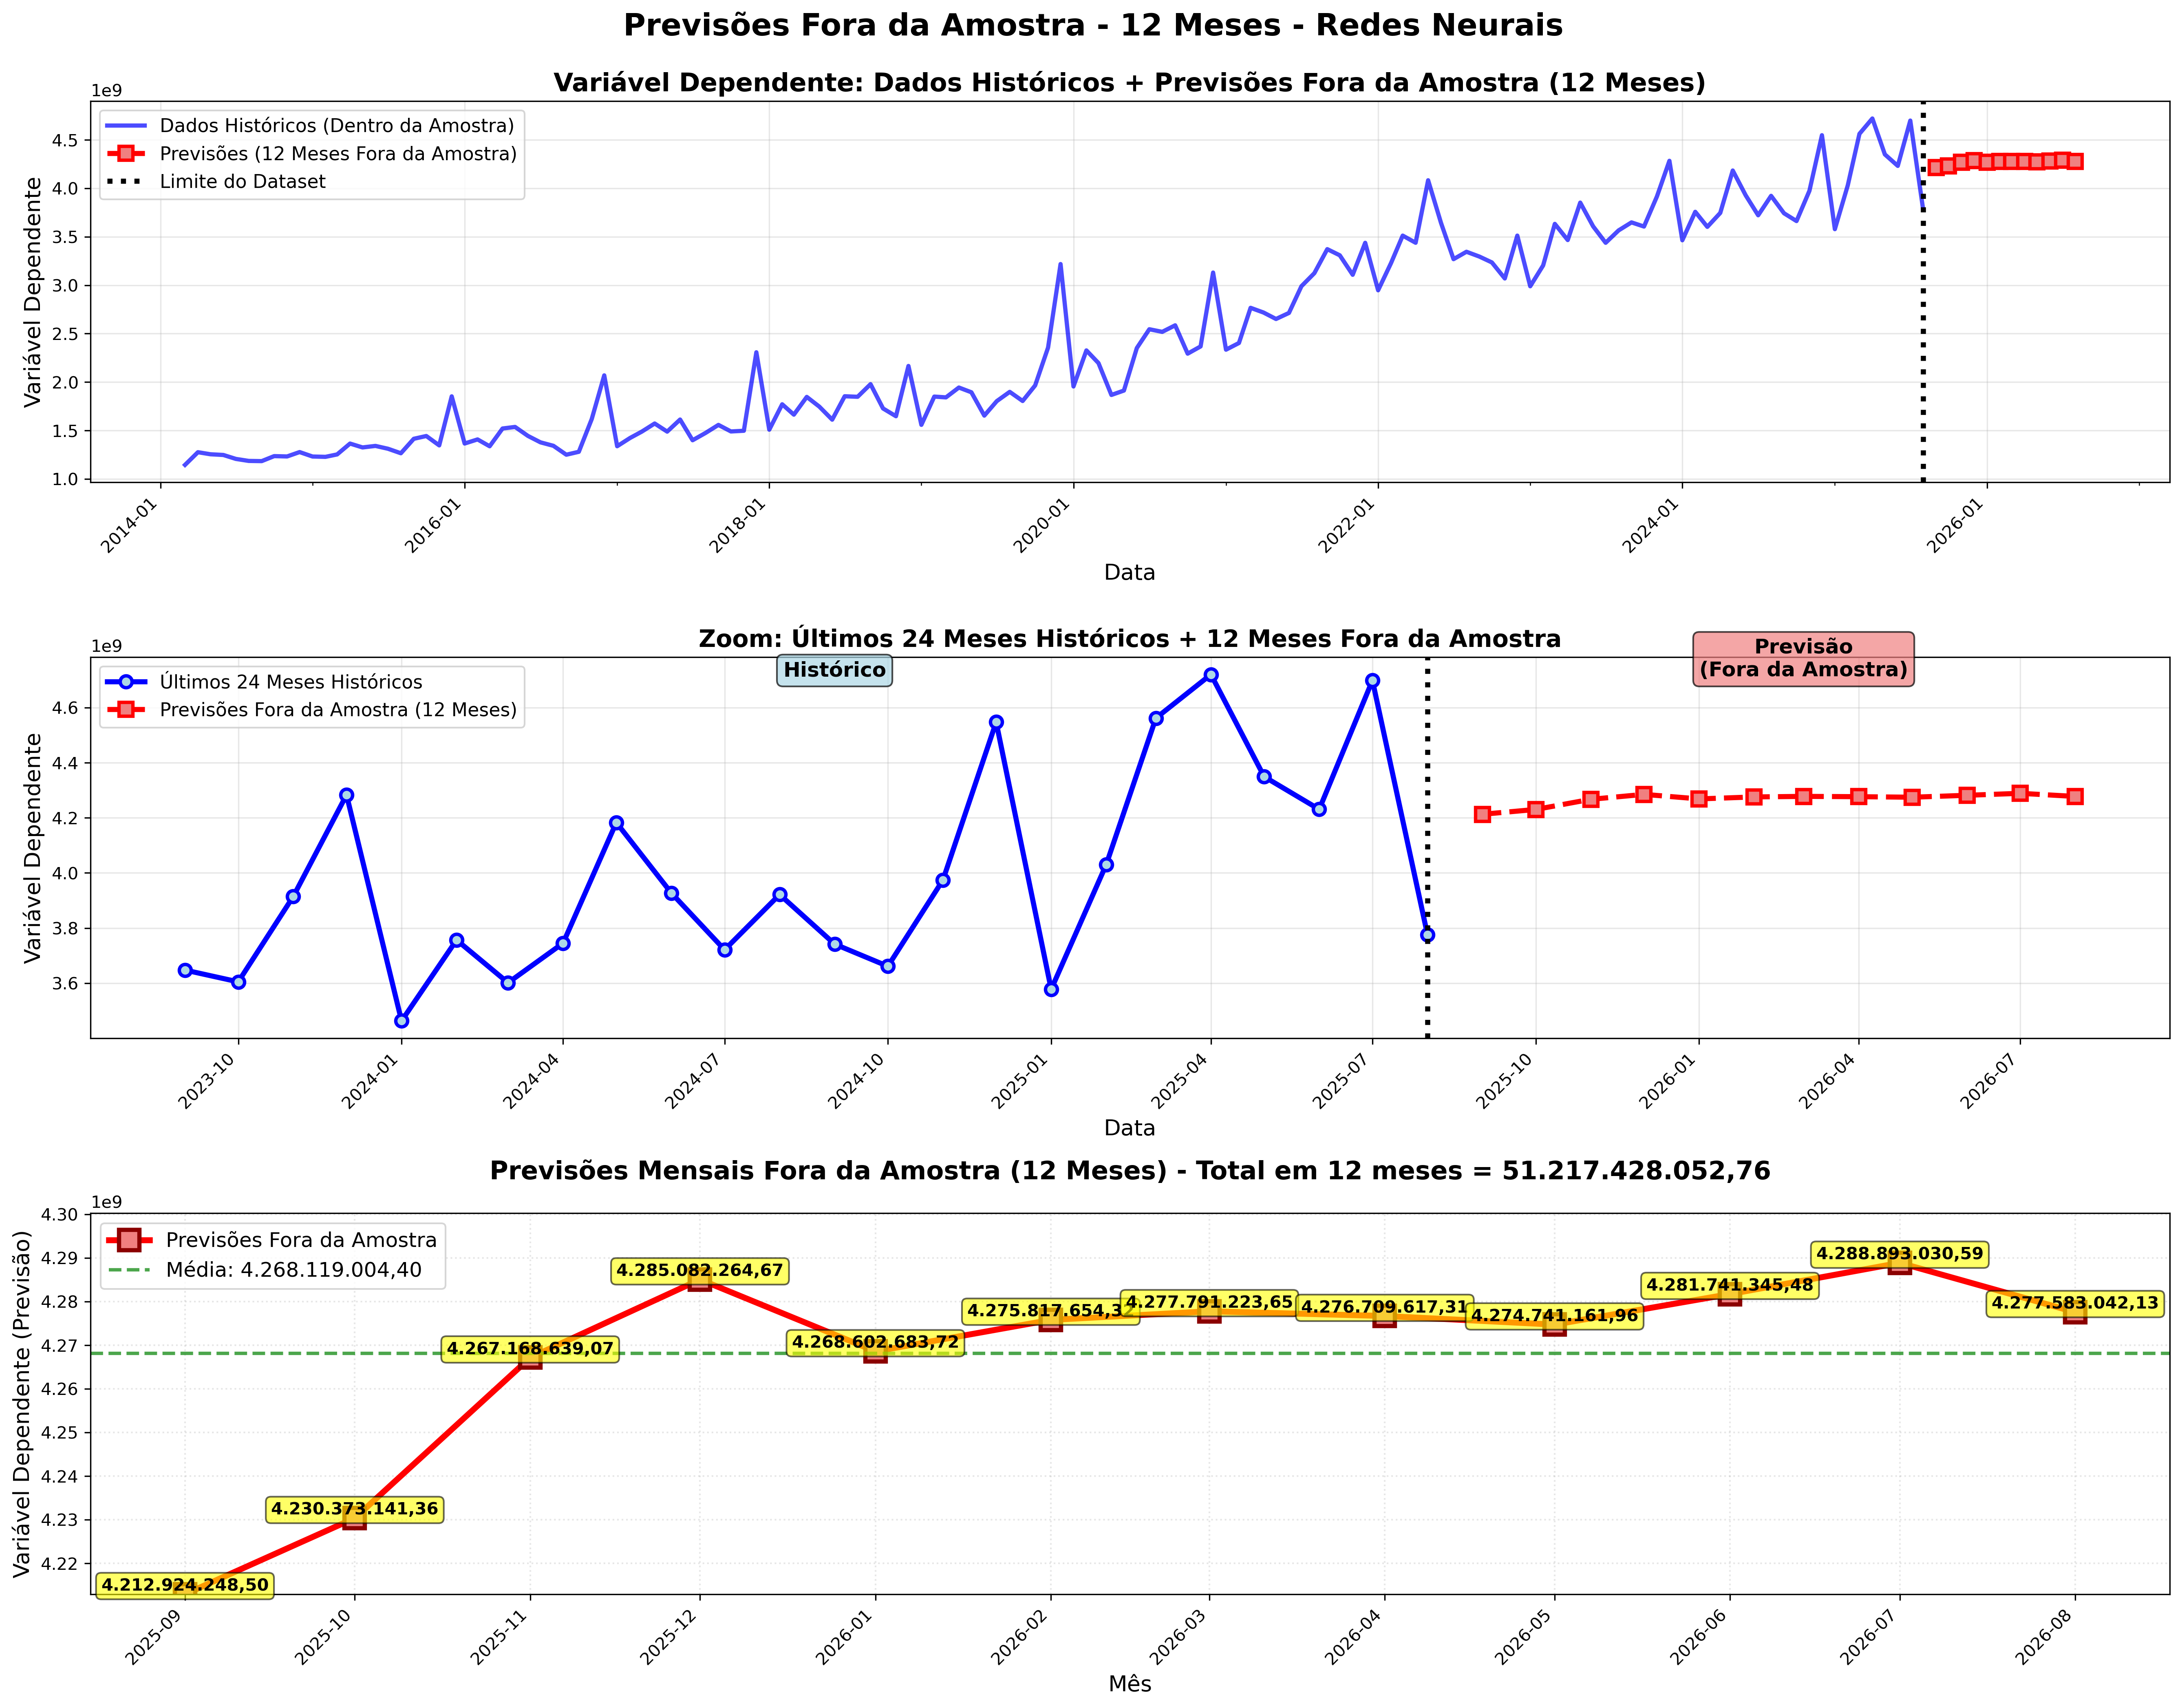 Previsões Fora da Amostra - 12 Meses - Redes Neurais
Variável Dependente: Dados Históricos + Previsões Fora da Amostra (12 Meses)
1e9
Dados Históricos (Dentro da Amostra)
Previsões (12 Meses Fora da Amostra)
Limite do Dataset
Variável Dependente
4.5
4.0
3.5
3.0
2.5
2.0
1.5
1.0
2014-01
2016-01
2018-01
2020-01
2022-01
2024-01
2026-01
Data
Zoom: Últimos 24 Meses Históricos + 12 Meses Fora da Amostra
1e9
Últimos 24 Meses Históricos
Previsões Fora da Amostra (12 Meses)
Histórico
Previsão
(Fora da Amostra)
Variável Dependente
4.6
4.4
4.2
4.0
3.8
3.6
2023-10
2024-01
2024-04
2024-07
2024-10
2025-01
2025-04
2025-07
2025-10
2026-01
2026-04
2026-07
Data
Previsões Mensais Fora da Amostra (12 Meses) - Total em 12 meses = 51.217.428.052,76
1e9
Previsões Fora da Amostra
Média: 4.268.119.004,40
Variável Dependente (Previsão)
4.30
4.29
4.28
4.27
4.26
4.25
4.24
4.23
4.22
4.212.924.248,50
4.230.373.141,36
4.267.168.639,07
4.285.082.264,67
4.268.602.683,72
4.275.817.654,32
4.277.791.223,65
4.276.709.617,31
4.274.741.161,96
4.281.741.345,48
4.288.893.030,59
4.277.583.042,13
2025-09
2025-10
2025-11
2025-12
2026-01
2026-02
2026-03
2026-04
2026-05
2026-06
2026-07
2026-08
Mês